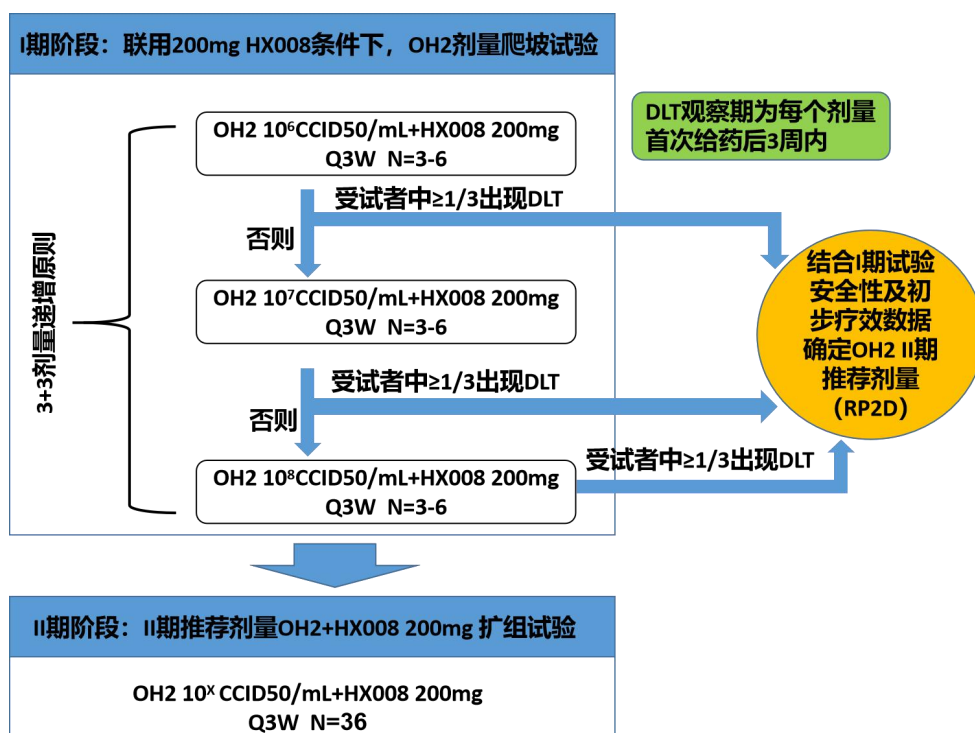 I期阶段：联用200mg HX008条件下，OH2剂量爬坡试验
DLT观察期为每个剂量
首次给药后3周内
3+3剂量递增原则
OH2 10⁶CCID50/mL+HX008 200mg
Q3W N=3-6
受试者中≥1/3出现DLT
否则
OH2 10⁷CCID50/mL+HX008 200mg
Q3W N=3-6
受试者中≥1/3出现DLT
否则
OH2 10⁸CCID50/mL+HX008 200mg
Q3W N=3-6
受试者中≥1/3出现DLT
结合I期试验
安全性及初
步疗效数据
确定OH2 II期
推荐剂量
（RP2D）
II期阶段：II期推荐剂量OH2+HX008 200mg 扩组试验
OH2 10ˣ CCID50/mL+HX008 200mg
Q3W N=36